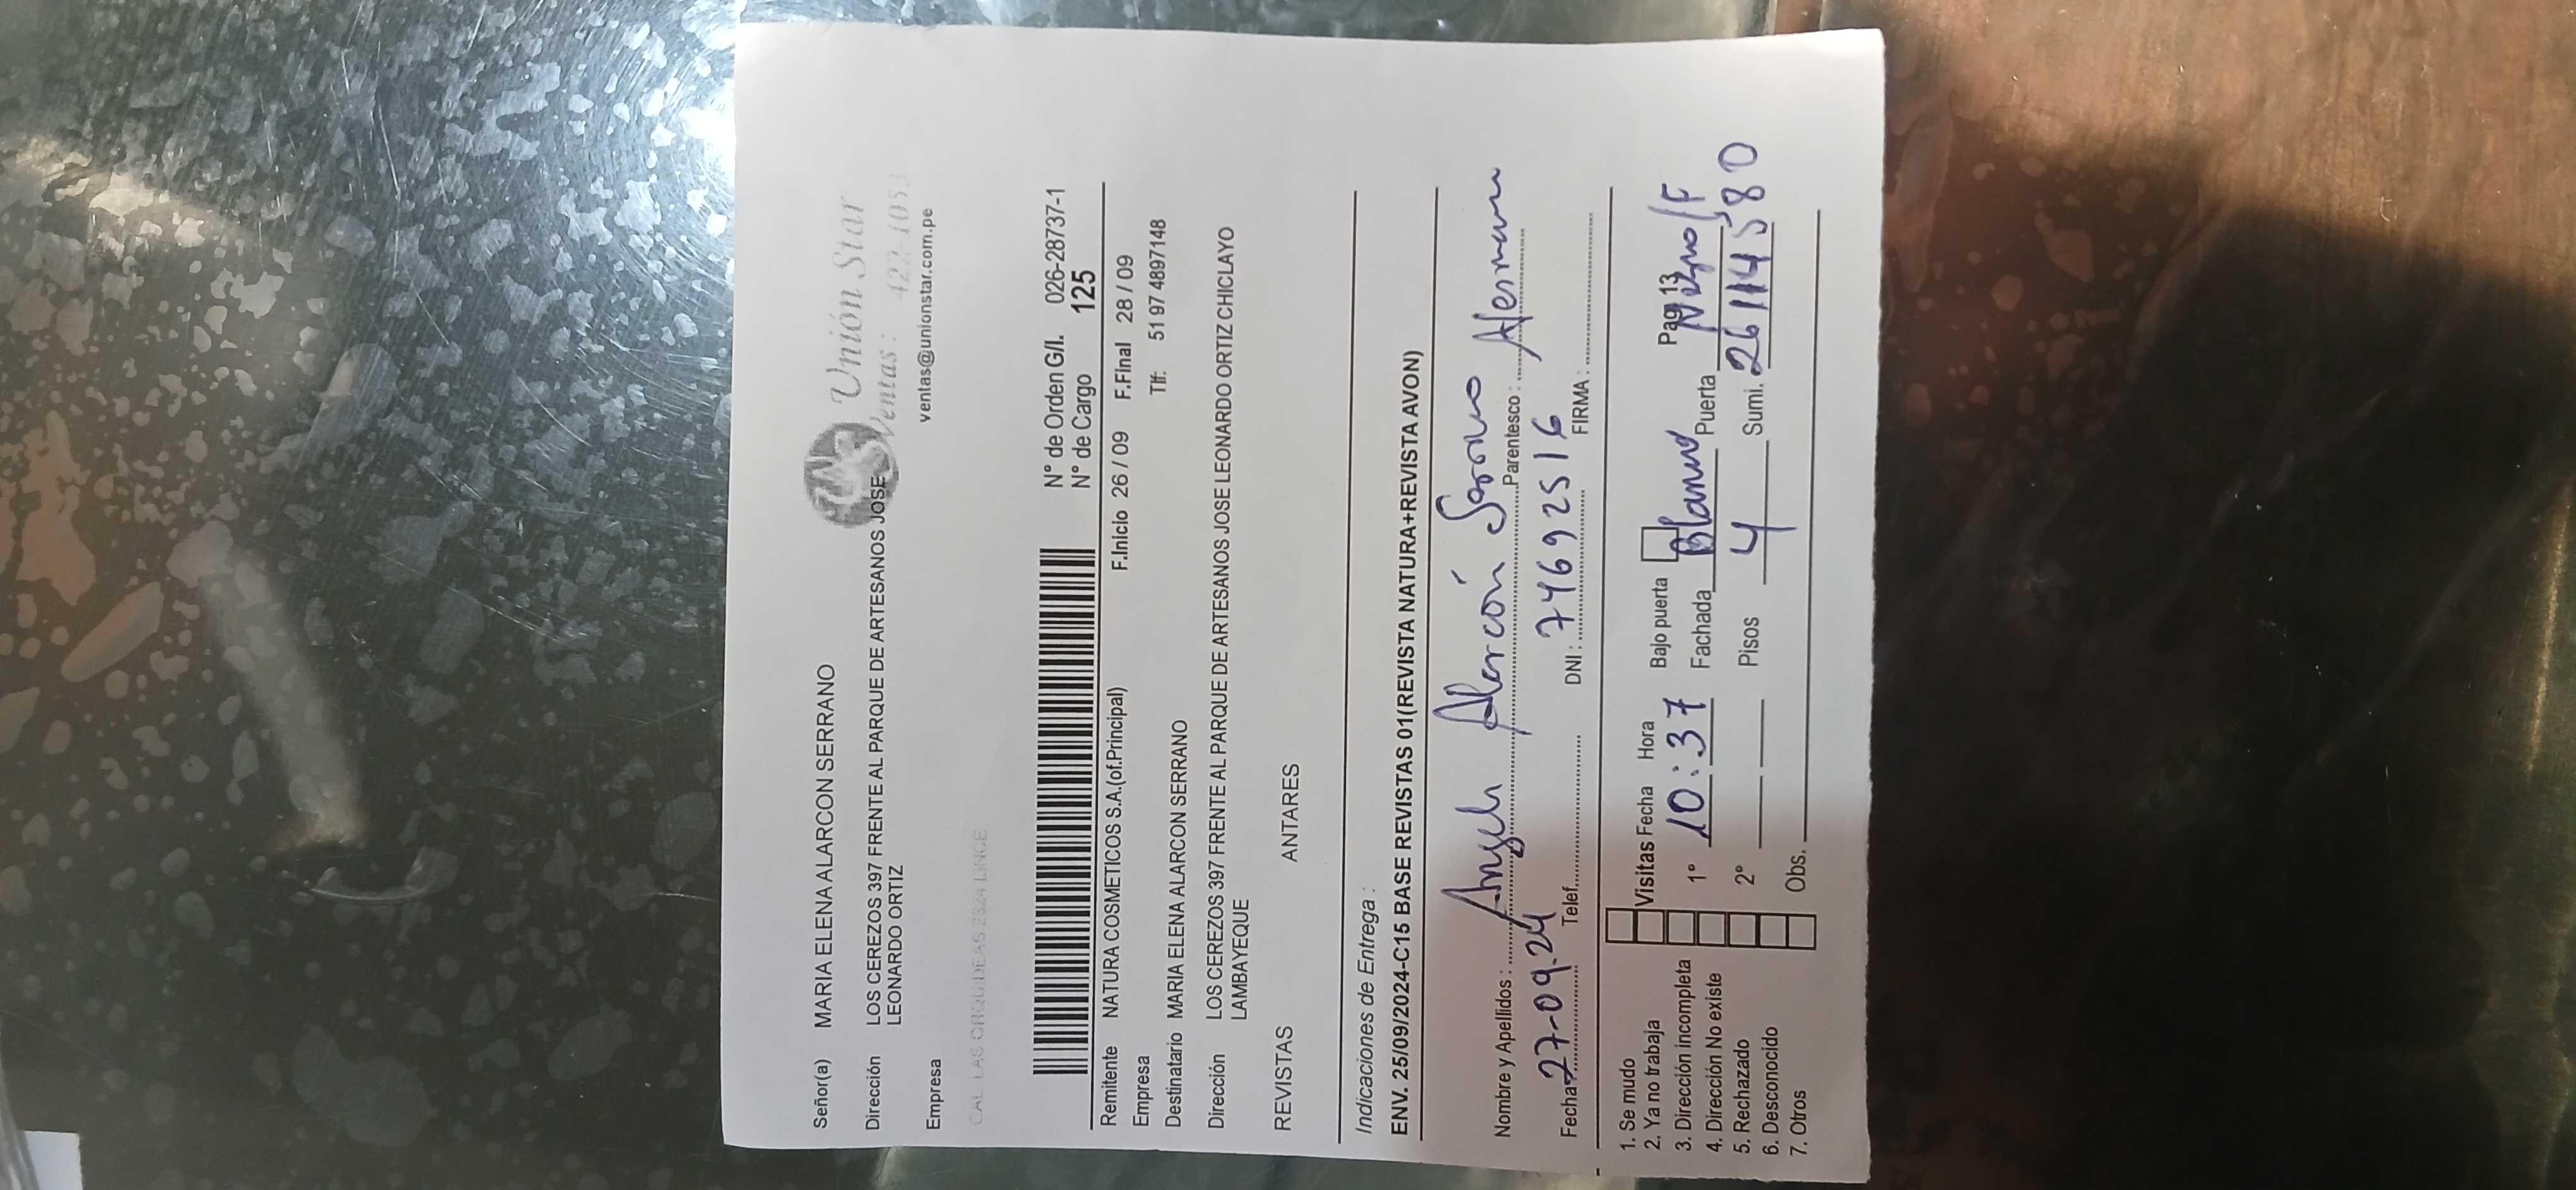 Señor(a) MARIA ELENA ALARCON SERRANO
Unión Star
Dirección LOS CEREZOS 397 FRENTE AL PARQUE DE ARTESANOS JOSE
LEONARDO ORTIZ
Ventas: 422-1053
Empresa
ventas@unionstar.com.pe
CAL. LAS ORQUIDEAS 2624 LINCE
N° de Orden G/I. 026-28737-1
N° de Cargo 125
Remitente NATURA COSMETICOS S.A.(of.Principal)
F.Inicio 26 / 09 F.Final 28 / 09
Empresa
Tlf: 51 97 4897148
Destinatario MARIA ELENA ALARCON SERRANO
Dirección LOS CEREZOS 397 FRENTE AL PARQUE DE ARTESANOS JOSE LEONARDO ORTIZ CHICLAYO
LAMBAYEQUE
REVISTAS ANTARES
Indicaciones de Entrega :
ENV. 25/09/2024-C15 BASE REVISTAS 01(REVISTA NATURA+REVISTA AVON)
Nombre y Apellidos : Alarcón Parentesco :
Fecha 27-09-24 Telef. DNI : 74692516 FIRMA :
1. Se mudo
2. Ya no trabaja
3. Dirección incompleta
4. Dirección No existe
5. Rechazado
6. Desconocido
7. Otros
Visitas Fecha Hora
1° 10:37
2°
Obs.
Bajo puerta Pag 13
Fachada Blanco Puerta Negro/F
Pisos 4 Sumi. 26114580